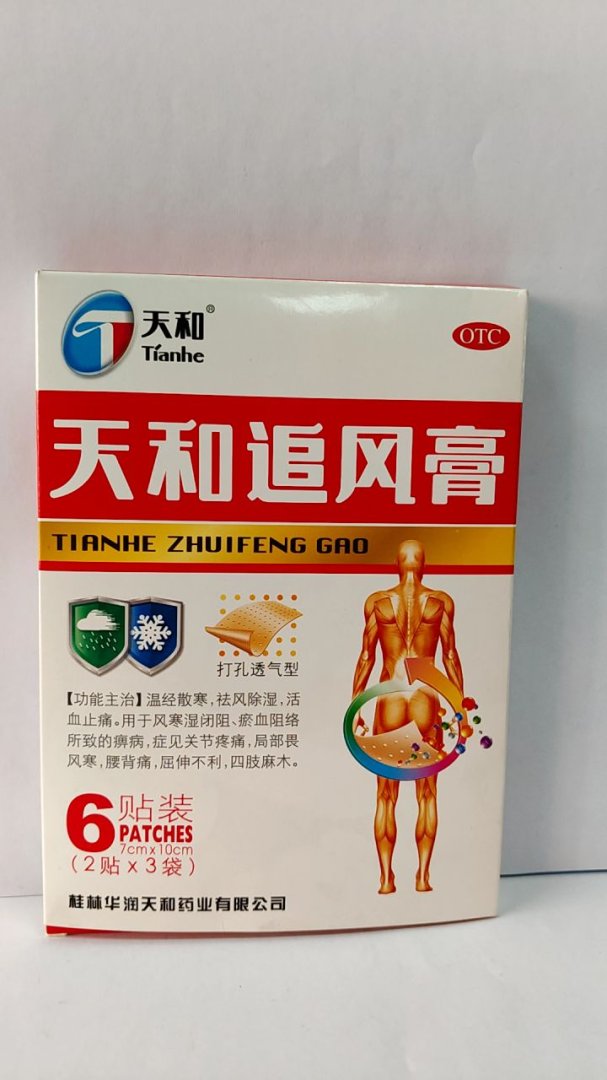 天和®
Tianhe
OTC
天和追风膏
TIANHE ZHUIFENG GAO
打孔透气型
【功能主治】温经散寒,祛风除湿,活
血止痛。用于风寒湿闭阻、瘀血阻络
所致的痹病,症见关节疼痛,局部畏
风寒,腰背痛,屈伸不利,四肢麻木。
6贴装
PATCHES
7cmx10cm
(2贴x3袋)
桂林华润天和药业有限公司